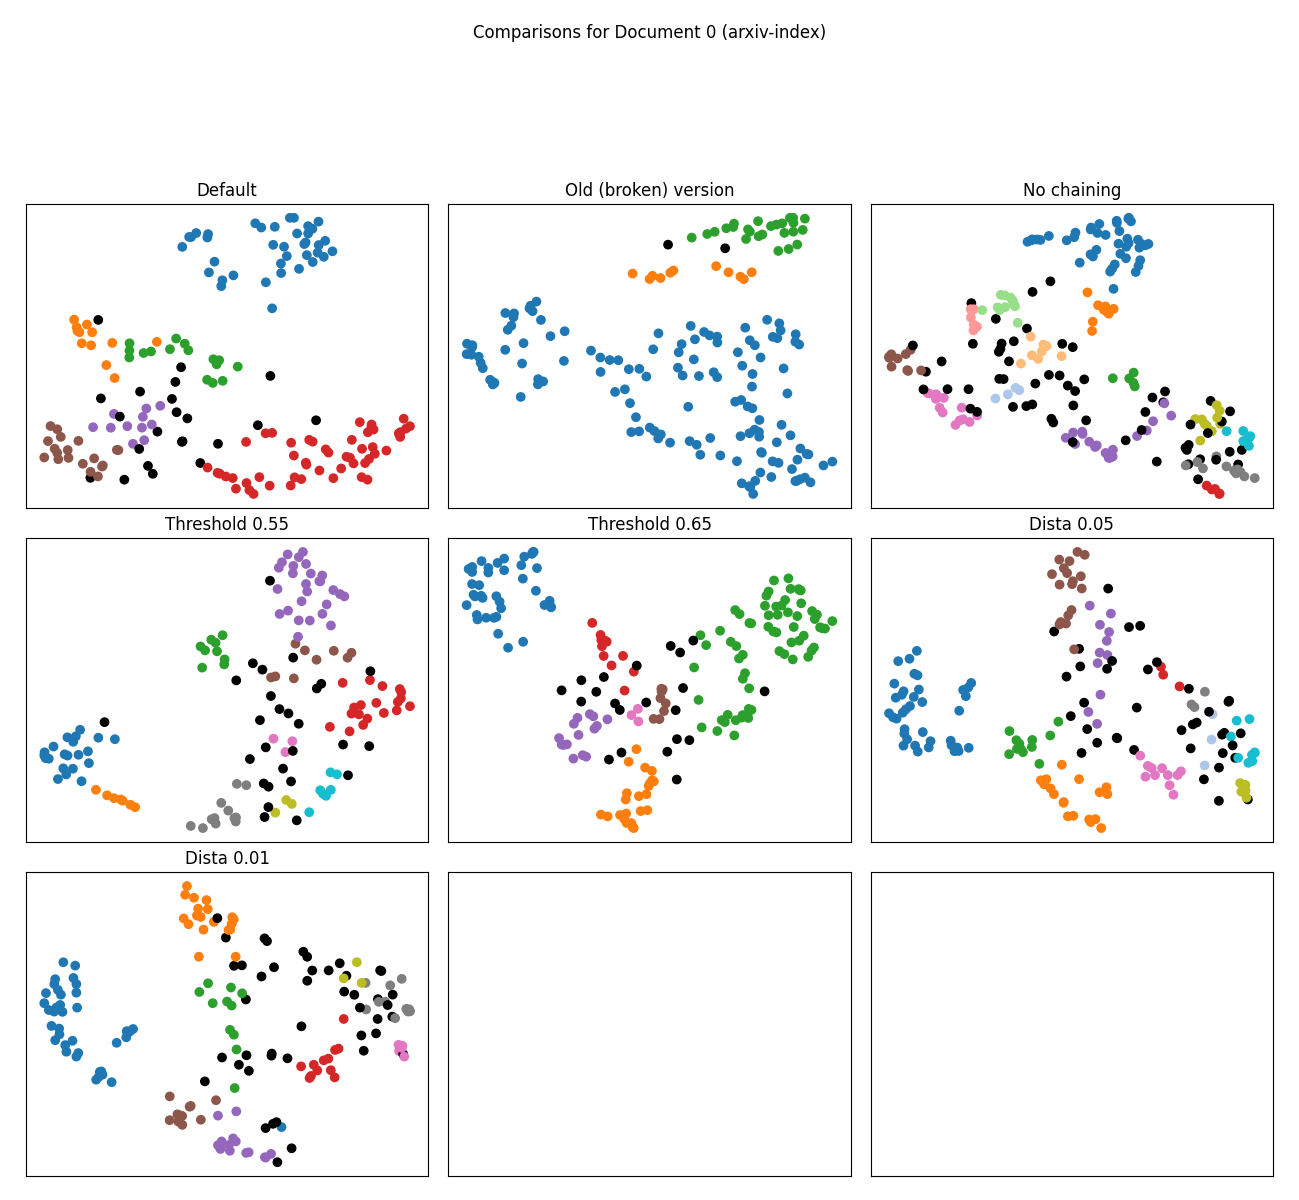 Comparisons for Document 0 (arxiv-index)
Default
Old (broken) version
No chaining
Threshold 0.55
Threshold 0.65
Dista 0.05
Dista 0.01